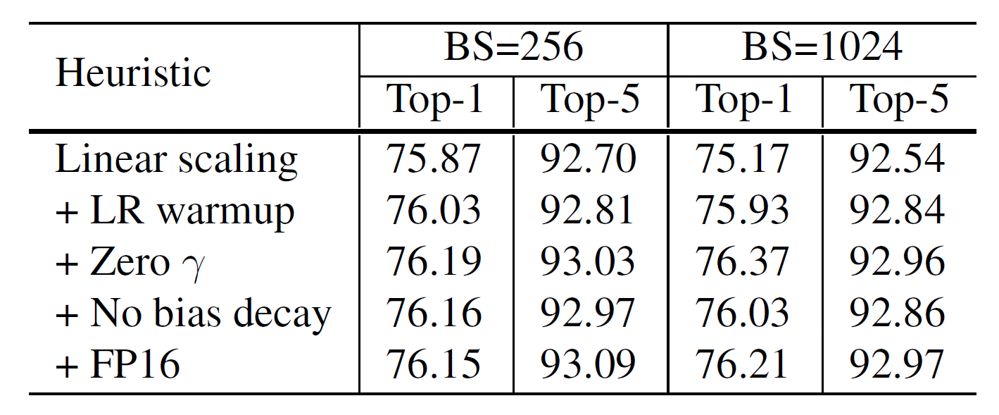 Heuristic BS=256 BS=1024
Top-1 Top-5 Top-1 Top-5
Linear scaling 75.87 92.70 75.17 92.54
+ LR warmup 76.03 92.81 75.93 92.84
+ Zero γ 76.19 93.03 76.37 92.96
+ No bias decay 76.16 92.97 76.03 92.86
+ FP16 76.15 93.09 76.21 92.97